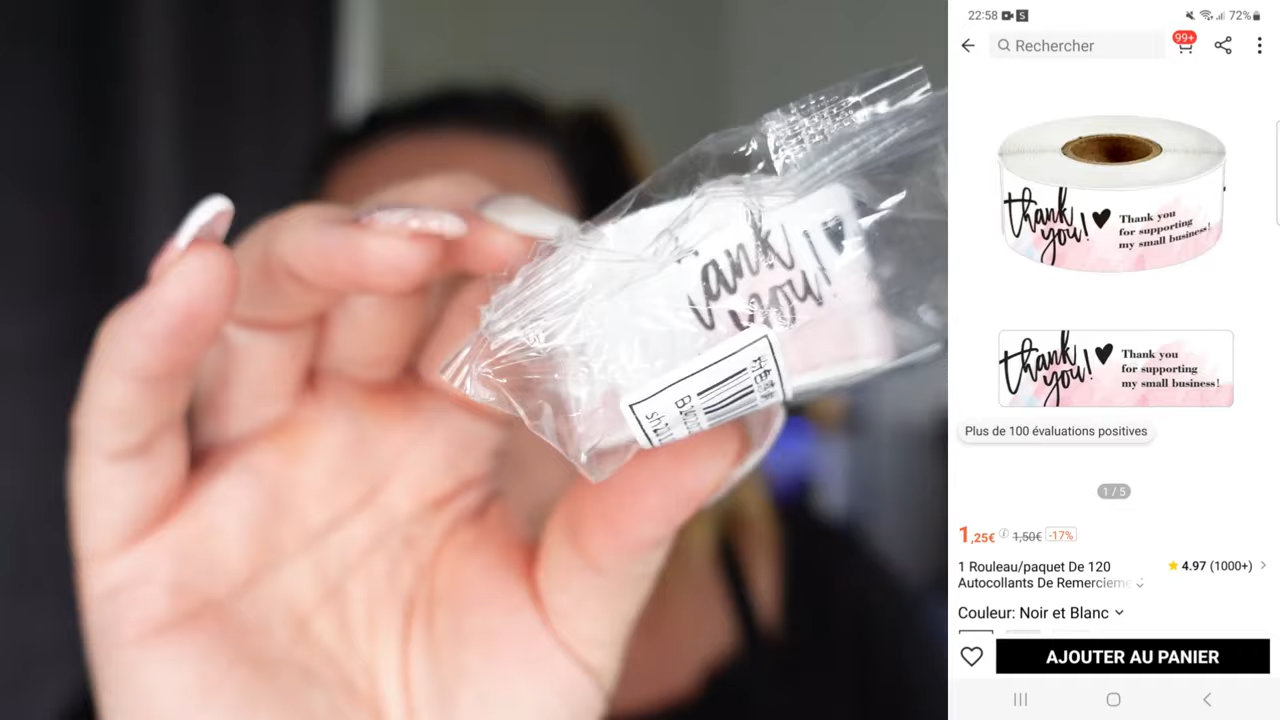 ank
you!
22:58
72%
Rechercher
99+
thank
you!
Thank you
for supporting
my small business!
thank
you!
Thank you
for supporting
my small business!
Plus de 100 évaluations positives
1 / 5
1,25€ 1,50€ -17%
1 Rouleau/paquet De 120
Autocollants De Remercieme
4.97 (1000+)
Couleur: Noir et Blanc
AJOUTER AU PANIER